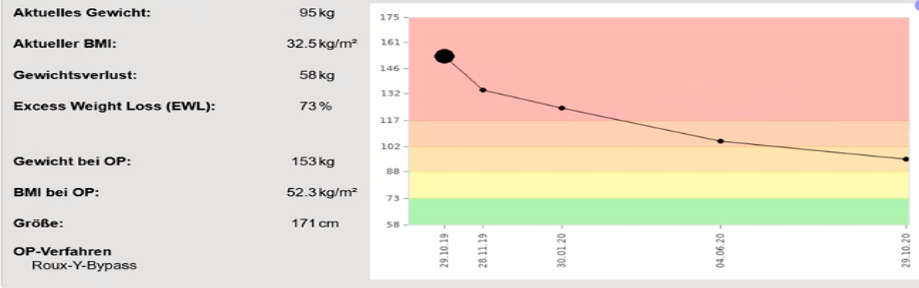 Aktuelles Gewicht: 95 kg
Aktueller BMI: 32.5 kg/m²
Gewichtsverlust: 58 kg
Excess Weight Loss (EWL): 73 %
Gewicht bei OP: 153 kg
BMI bei OP: 52.3 kg/m²
Größe: 171 cm
OP-Verfahren
Roux-Y-Bypass
175
161
146
132
117
102
88
73
58
29.10.19
28.11.19
30.01.20
04.06.20
29.10.20